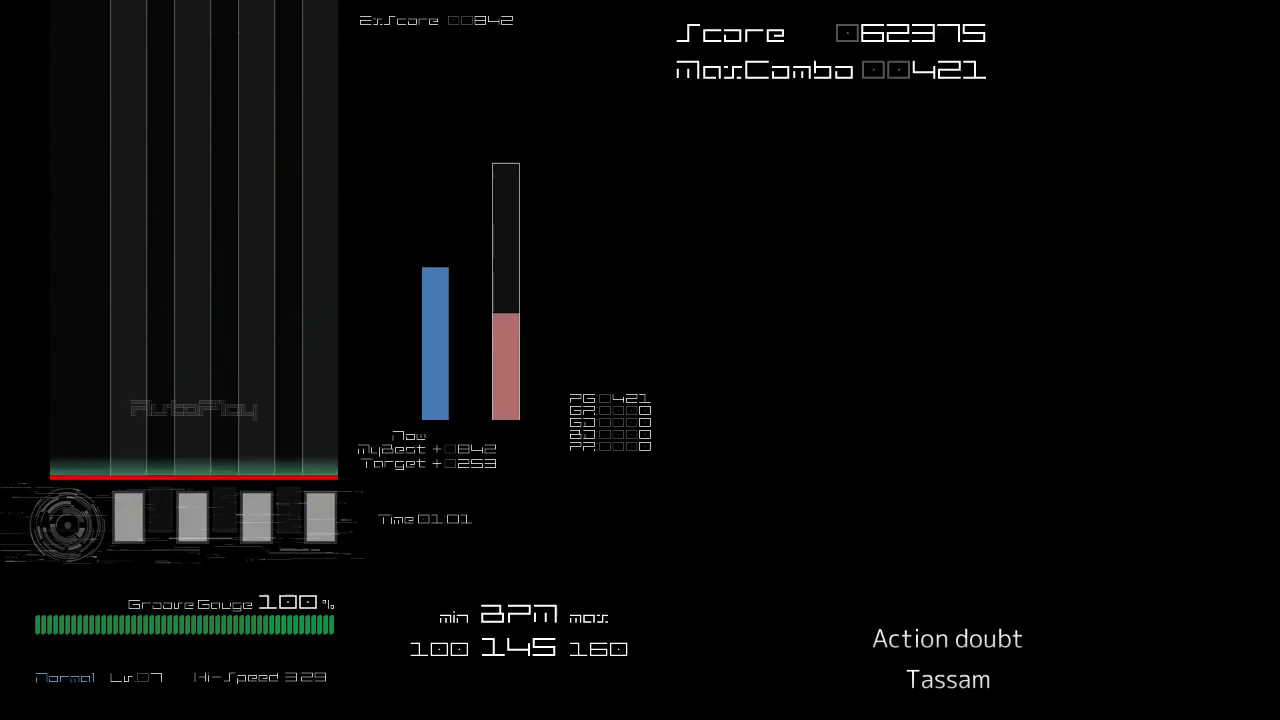 ExScore 00842
Score 062375
MaxCombo 00421
AutoPlay
PG 0421
GR 0000
GD 0000
BD 0000
PR 0000
Now
MyBest +0842
Target +0253
Time 01:01
Groove Gauge 100%
min BPM max
100 145 160
Normal Lv.07 Hi-Speed 3.29
Action doubt
Tassam